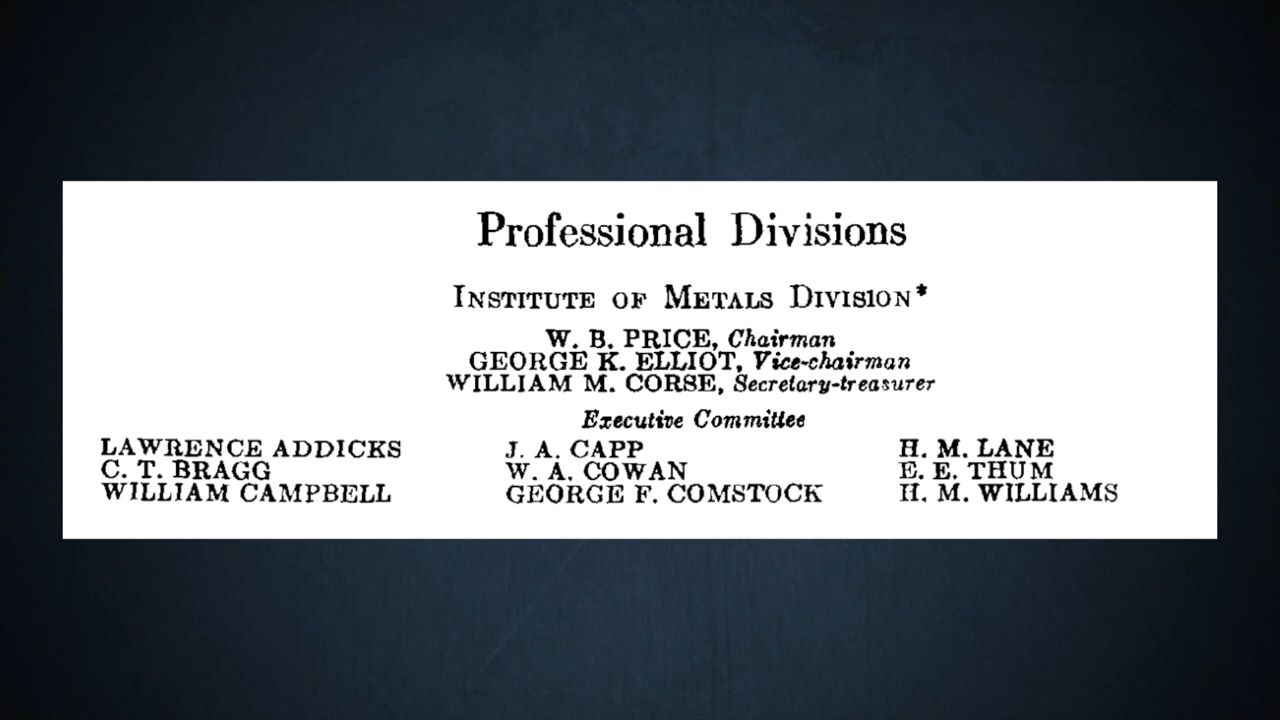 Professional Divisions
INSTITUTE OF METALS DIVISION*
W. B. PRICE, Chairman
GEORGE K. ELLIOT, Vice-chairman
WILLIAM M. CORSE, Secretary-treasurer
Executive Committee
LAWRENCE ADDICKS J. A. CAPP H. M. LANE
C. T. BRAGG W. A. COWAN E. E. THUM
WILLIAM CAMPBELL GEORGE F. COMSTOCK H. M. WILLIAMS